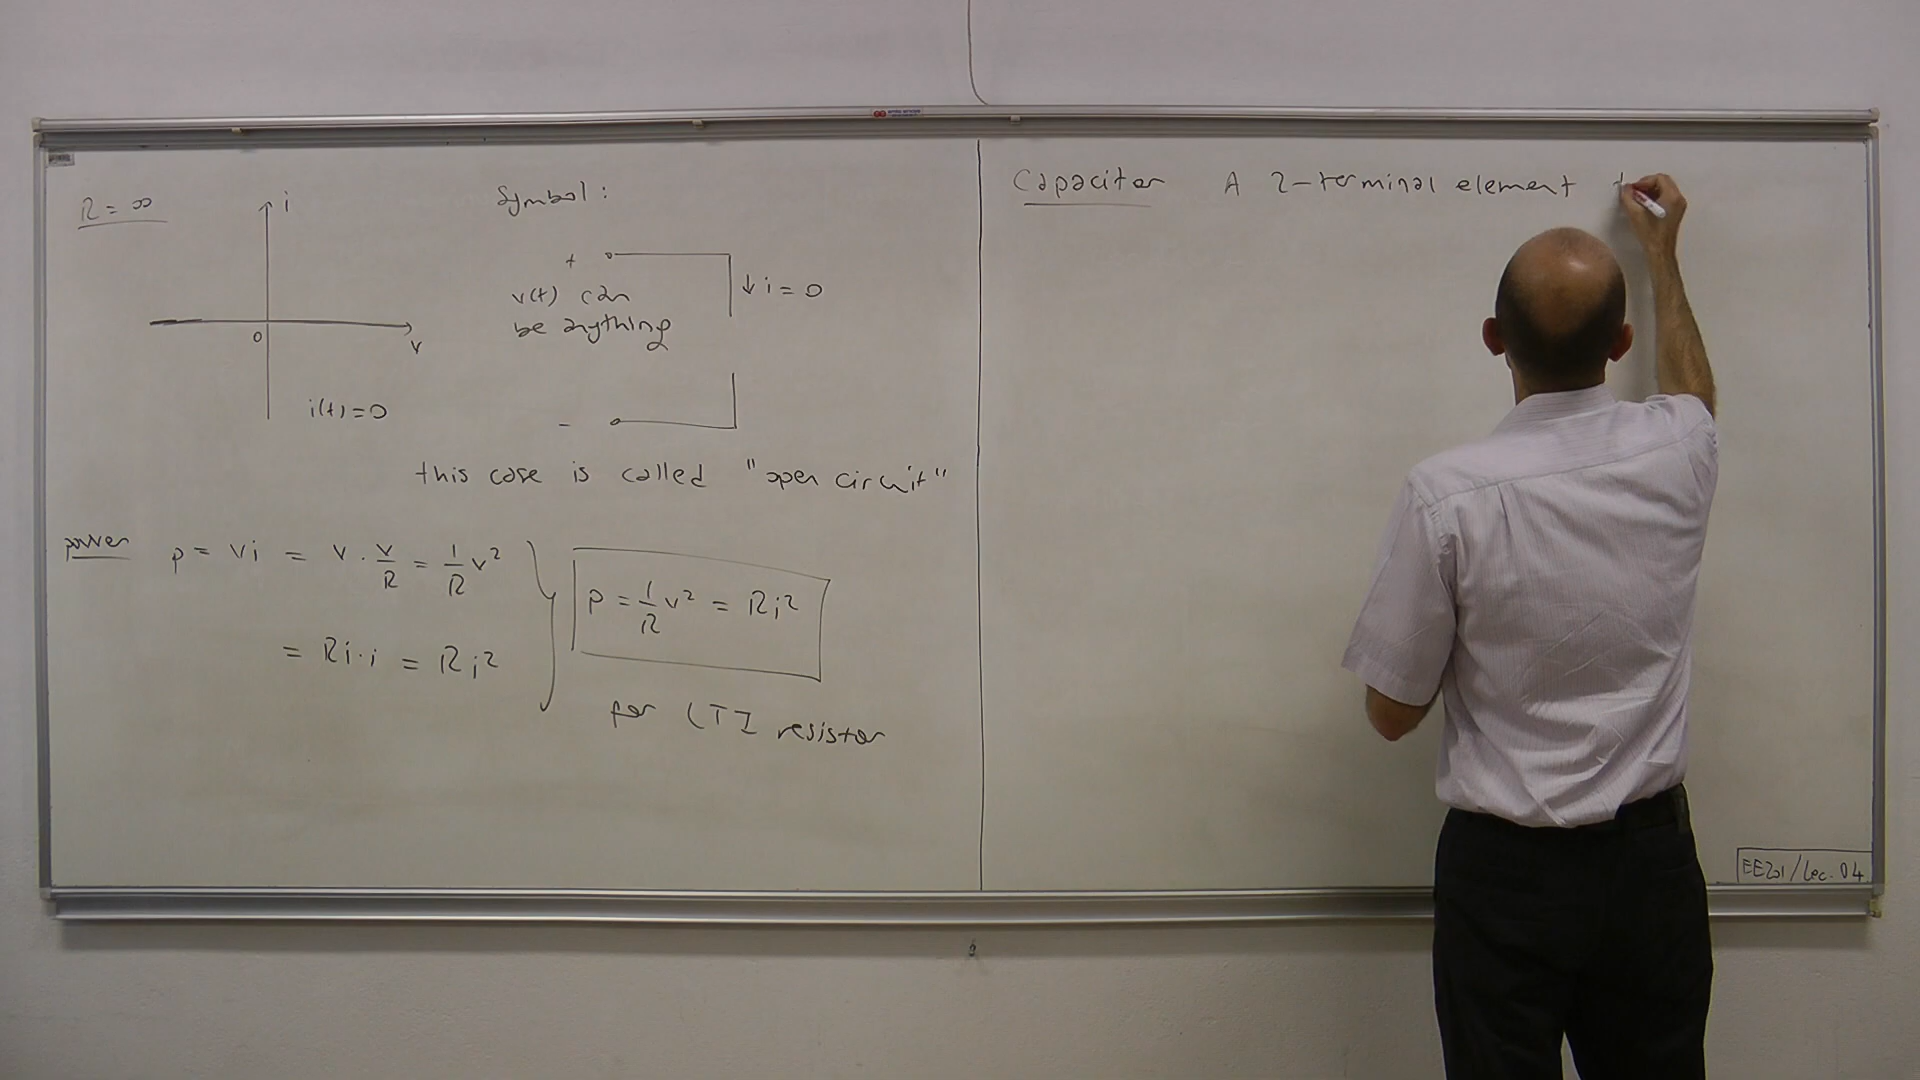 R = ∞
i
0
v
i(t) = 0
Symbol:
+
v(t) can
be anything
↓ i = 0
-
this case is called "open circuit"
power p = vi = v · v/R = 1/R v²
= Ri·i = Ri²
P = 1/R v² = Ri²
for LTI resistor
Capacitor A 2-terminal element
EE201/Lec. 04